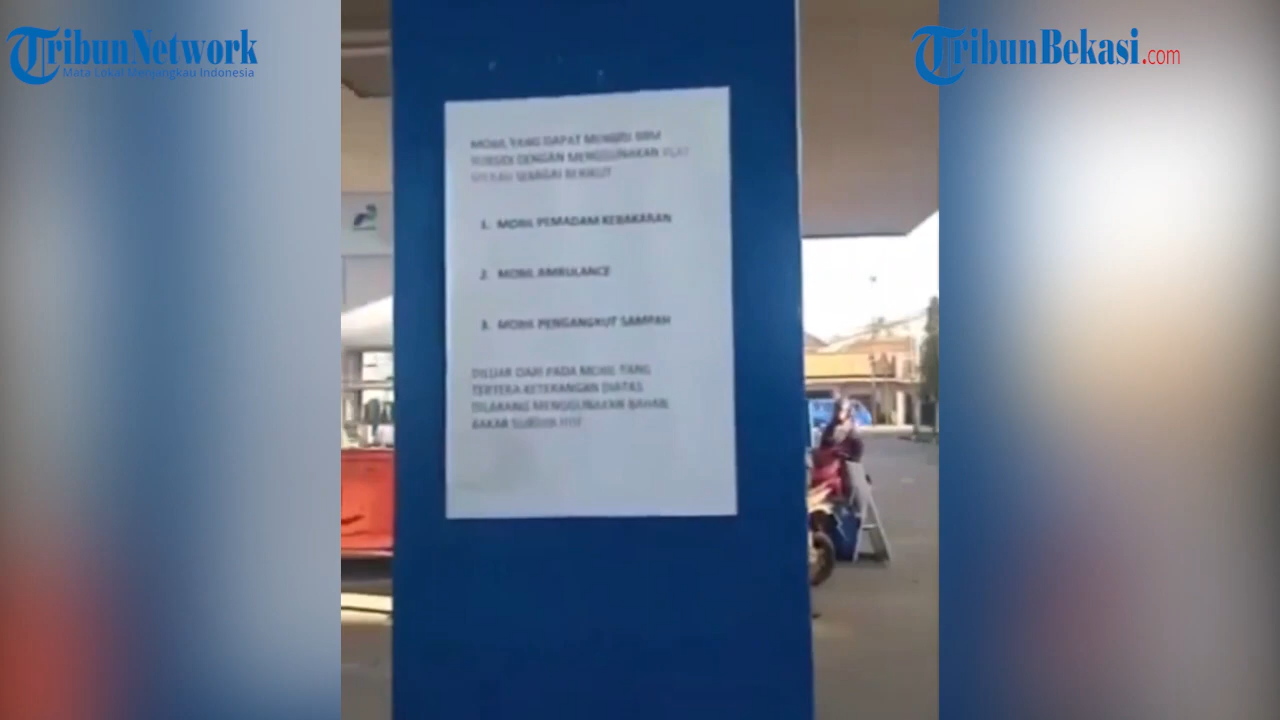 TribunNetwork
Mata Lokal Menjangkau Indonesia
TribunBekasi.com
MOBIL YANG DAPAT MENGISI BBM
SUBSIDI DENGAN MENGGUNAKAN PLAT
MERAH SEBAGAI BERIKUT
1. MOBIL PEMADAM KEBAKARAN
2. MOBIL AMBULANCE
3. MOBIL PENGANGKUT SAMPAH
DILUAR DARI PADA MOBIL YANG
TERTERA KETERANGAN DIATAS
DILARANG MENGGUNAKAN BAHAN
BAKAR SUBSIDI